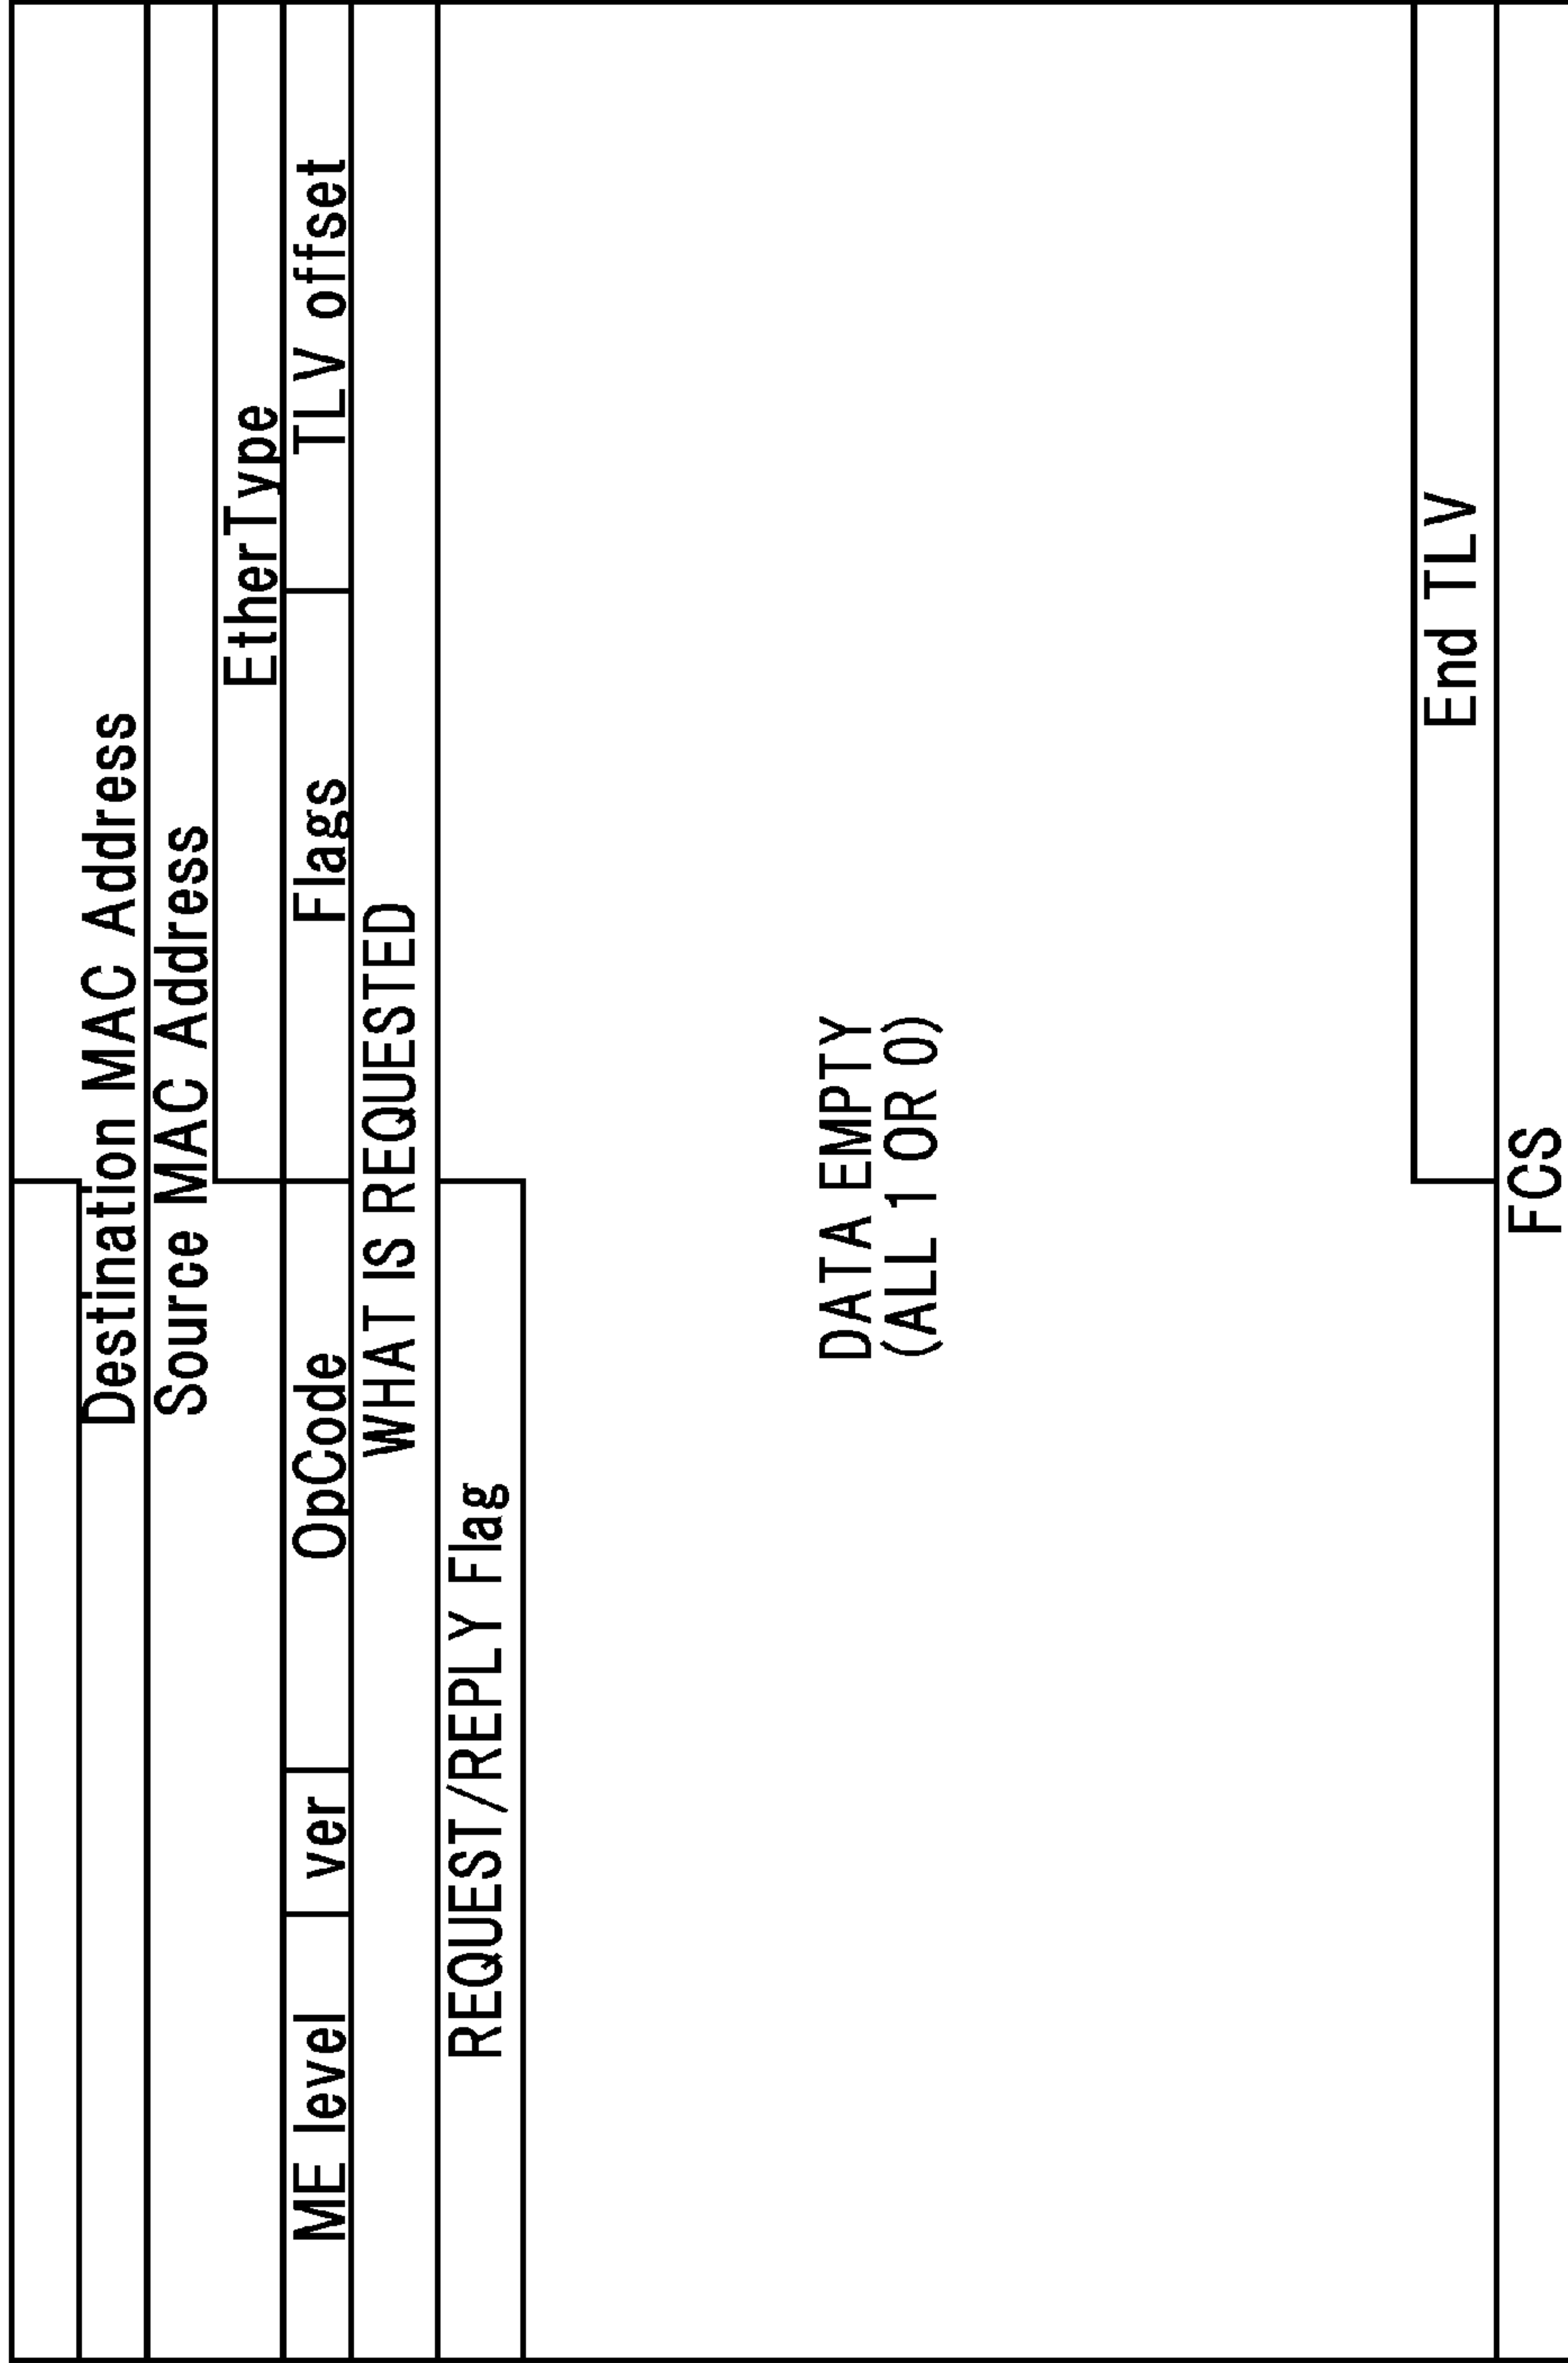 Destination MAC Address
Source MAC Address
EtherType
ME level
ver
OpCode
Flags
TLV offset
WHAT IS REQUESTED
REQUEST/REPLY Flag
DATA EMPTY
(ALL 1 OR 0)
End TLV
FCS